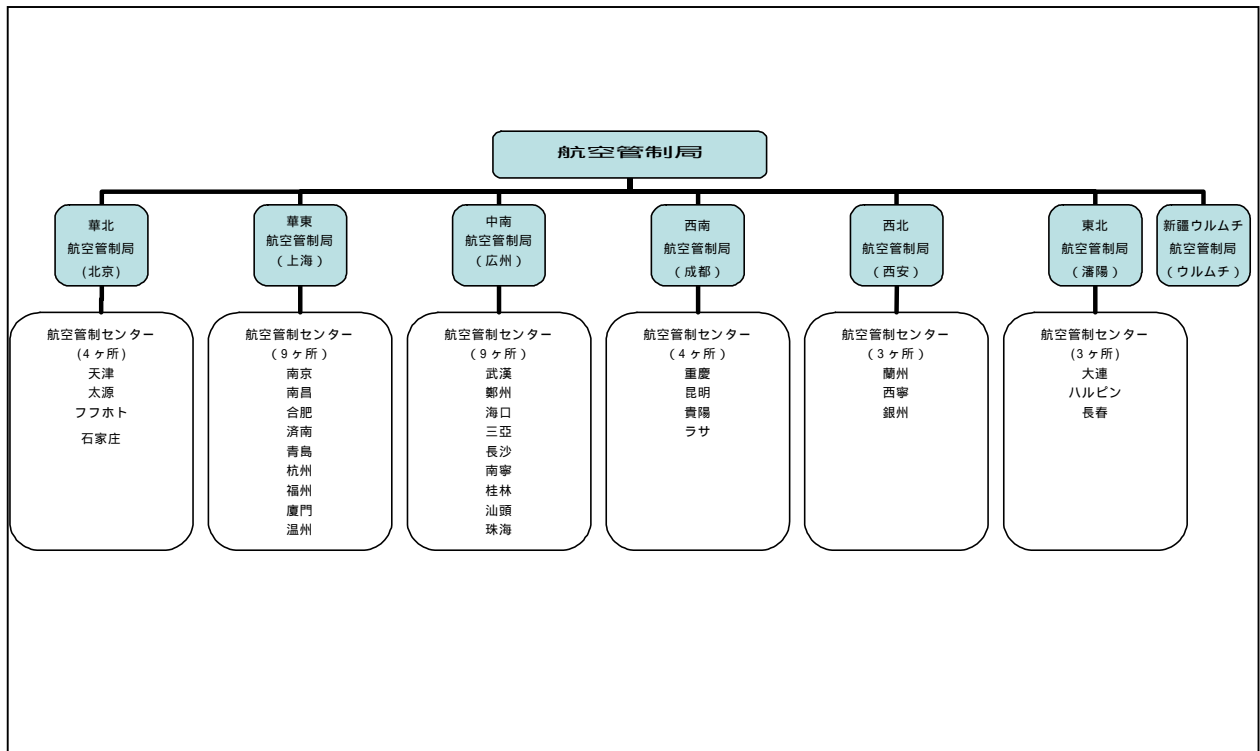 航空管制局
華北
航空管制局
(北京)
華東
航空管制局
（上海）
中南
航空管制局
（広州）
西南
航空管制局
（成都）
西北
航空管制局
（西安）
東北
航空管制局
（瀋陽）
新疆ウルムチ
航空管制局
（ウルムチ）
航空管制センター
(4ヶ所)
天津
太源
フフホト
石家庄
航空管制センター
（9ヶ所）
南京
南昌
合肥
済南
青島
杭州
福州
廈門
温州
航空管制センター
（9ヶ所）
武漢
鄭州
海口
三亞
長沙
南寧
桂林
汕頭
珠海
航空管制センター
（4ヶ所）
重慶
昆明
貴陽
ラサ
航空管制センター
（3ヶ所）
蘭州
西寧
銀州
航空管制センター
(3ヶ所)
大連
ハルピン
長春